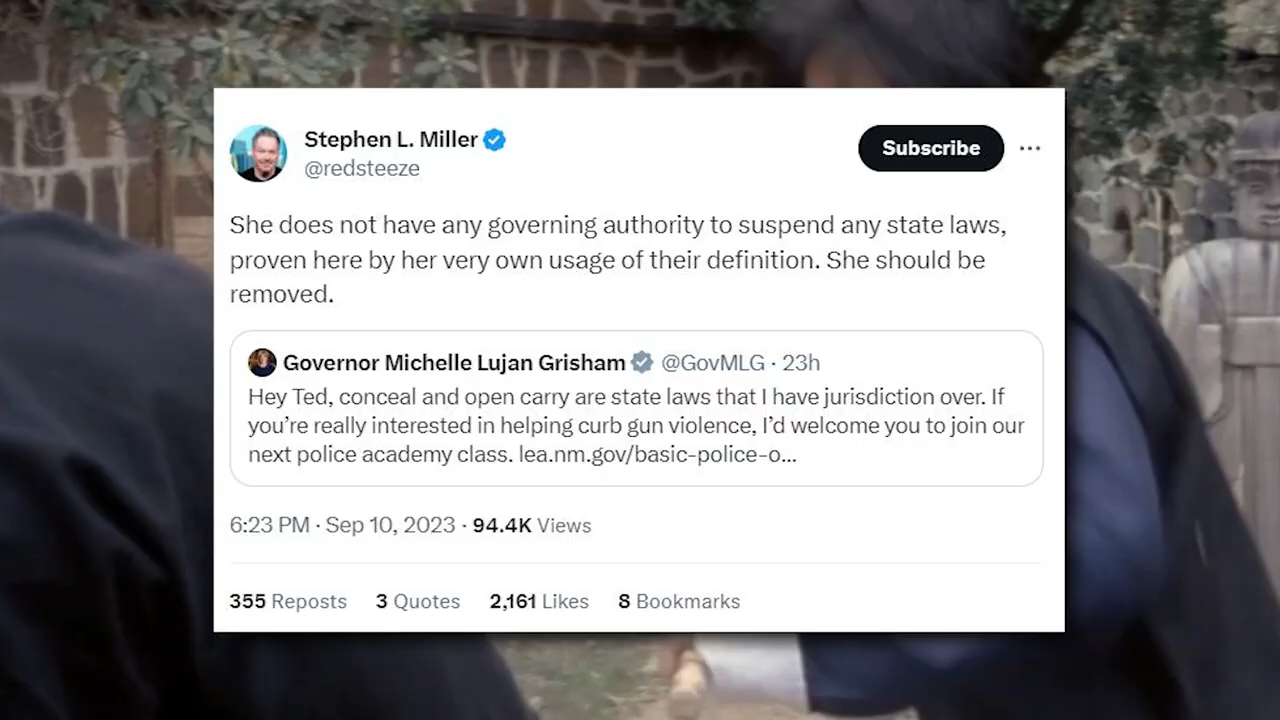 Stephen L. Miller
Subscribe
@redsteeze
She does not have any governing authority to suspend any state laws,
proven here by her very own usage of their definition. She should be
removed.
Governor Michelle Lujan Grisham @GovMLG · 23h
Hey Ted, conceal and open carry are state laws that I have jurisdiction over. If
you’re really interested in helping curb gun violence, I’d welcome you to join our
next police academy class. lea.nm.gov/basic-police-o...
6:23 PM · Sep 10, 2023 · 94.4K Views
355 Reposts 3 Quotes 2,161 Likes 8 Bookmarks